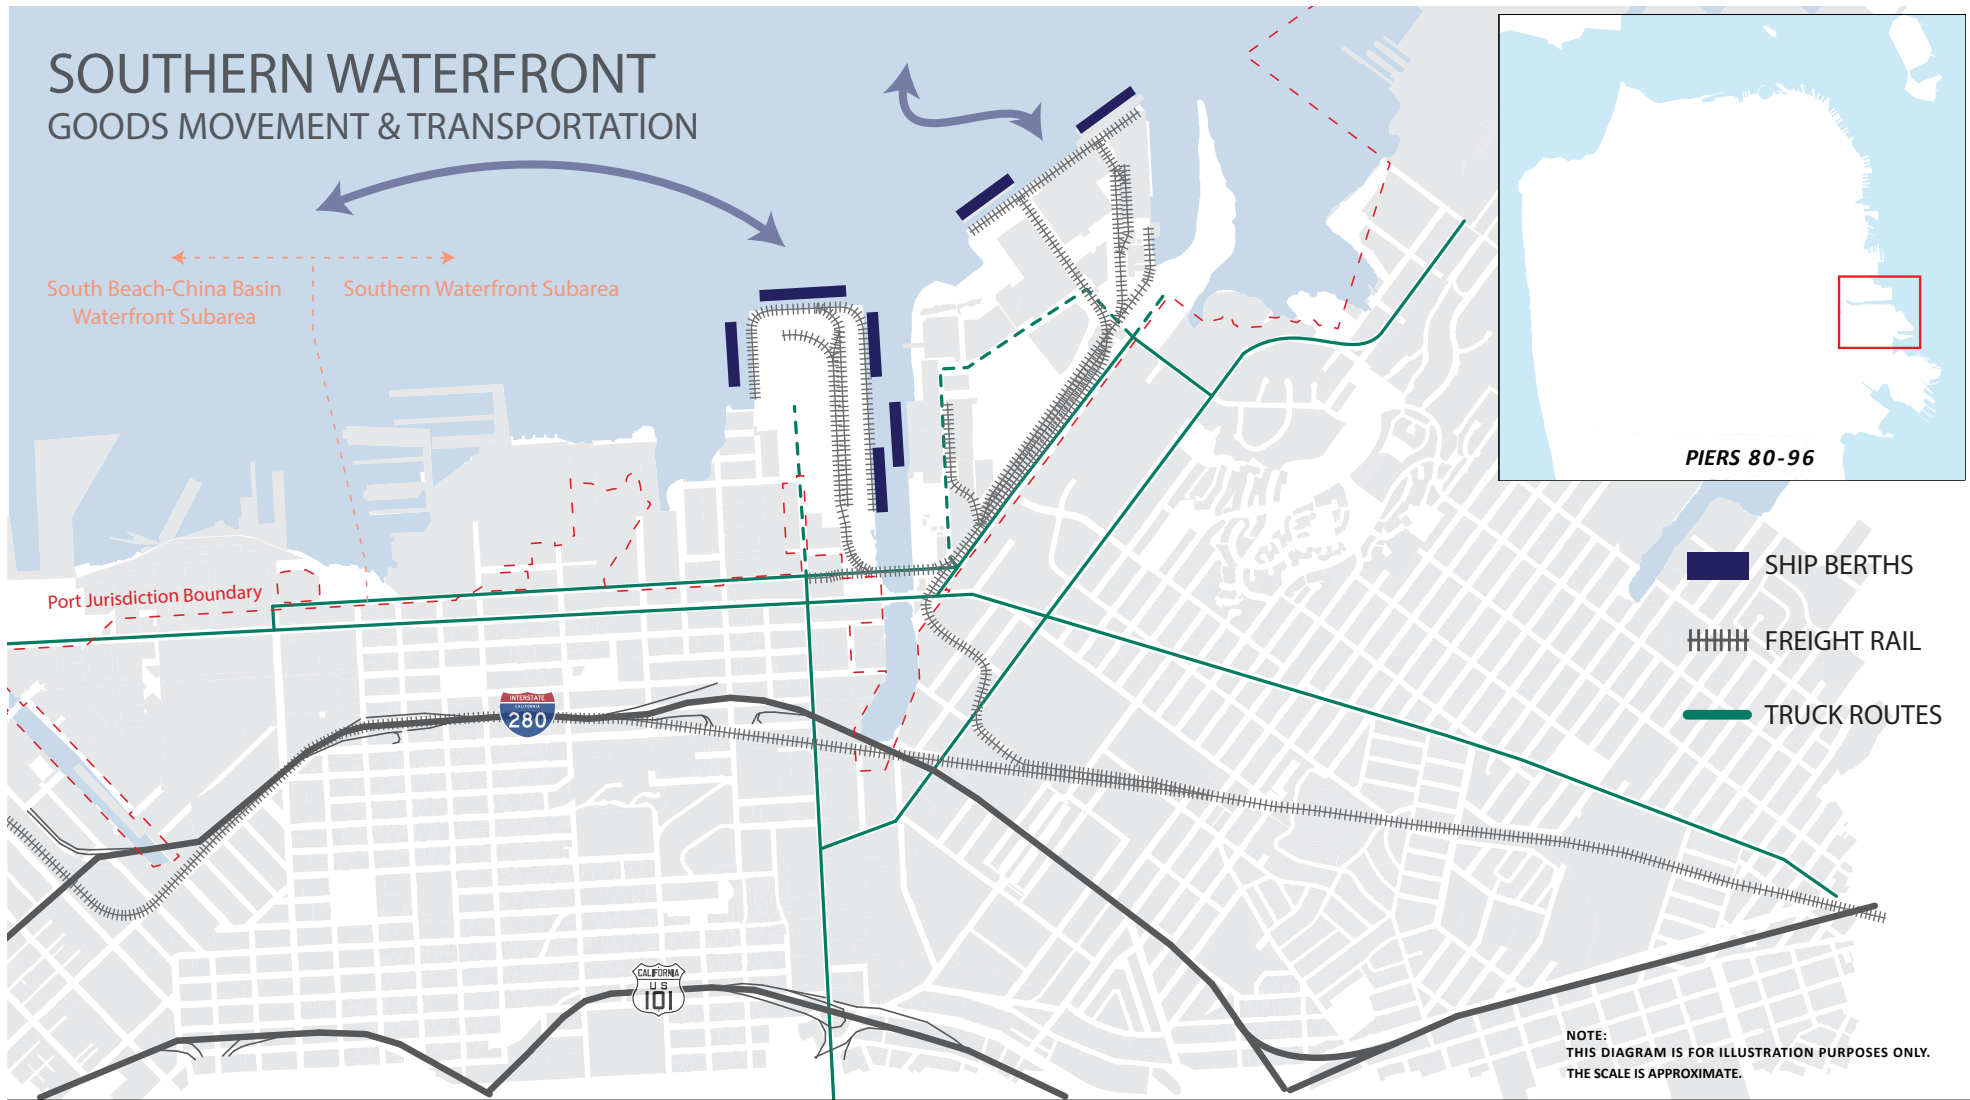 SOUTHERN WATERFRONT
GOODS MOVEMENT & TRANSPORTATION
South Beach-China Basin
Waterfront Subarea
Southern Waterfront Subarea
Port Jurisdiction Boundary
INTERSTATE
CALIFORNIA
280
CALIFORNIA
U S
101
PIERS 80-96
SHIP BERTHS
FREIGHT RAIL
TRUCK ROUTES
NOTE:
THIS DIAGRAM IS FOR ILLUSTRATION PURPOSES ONLY.
THE SCALE IS APPROXIMATE.